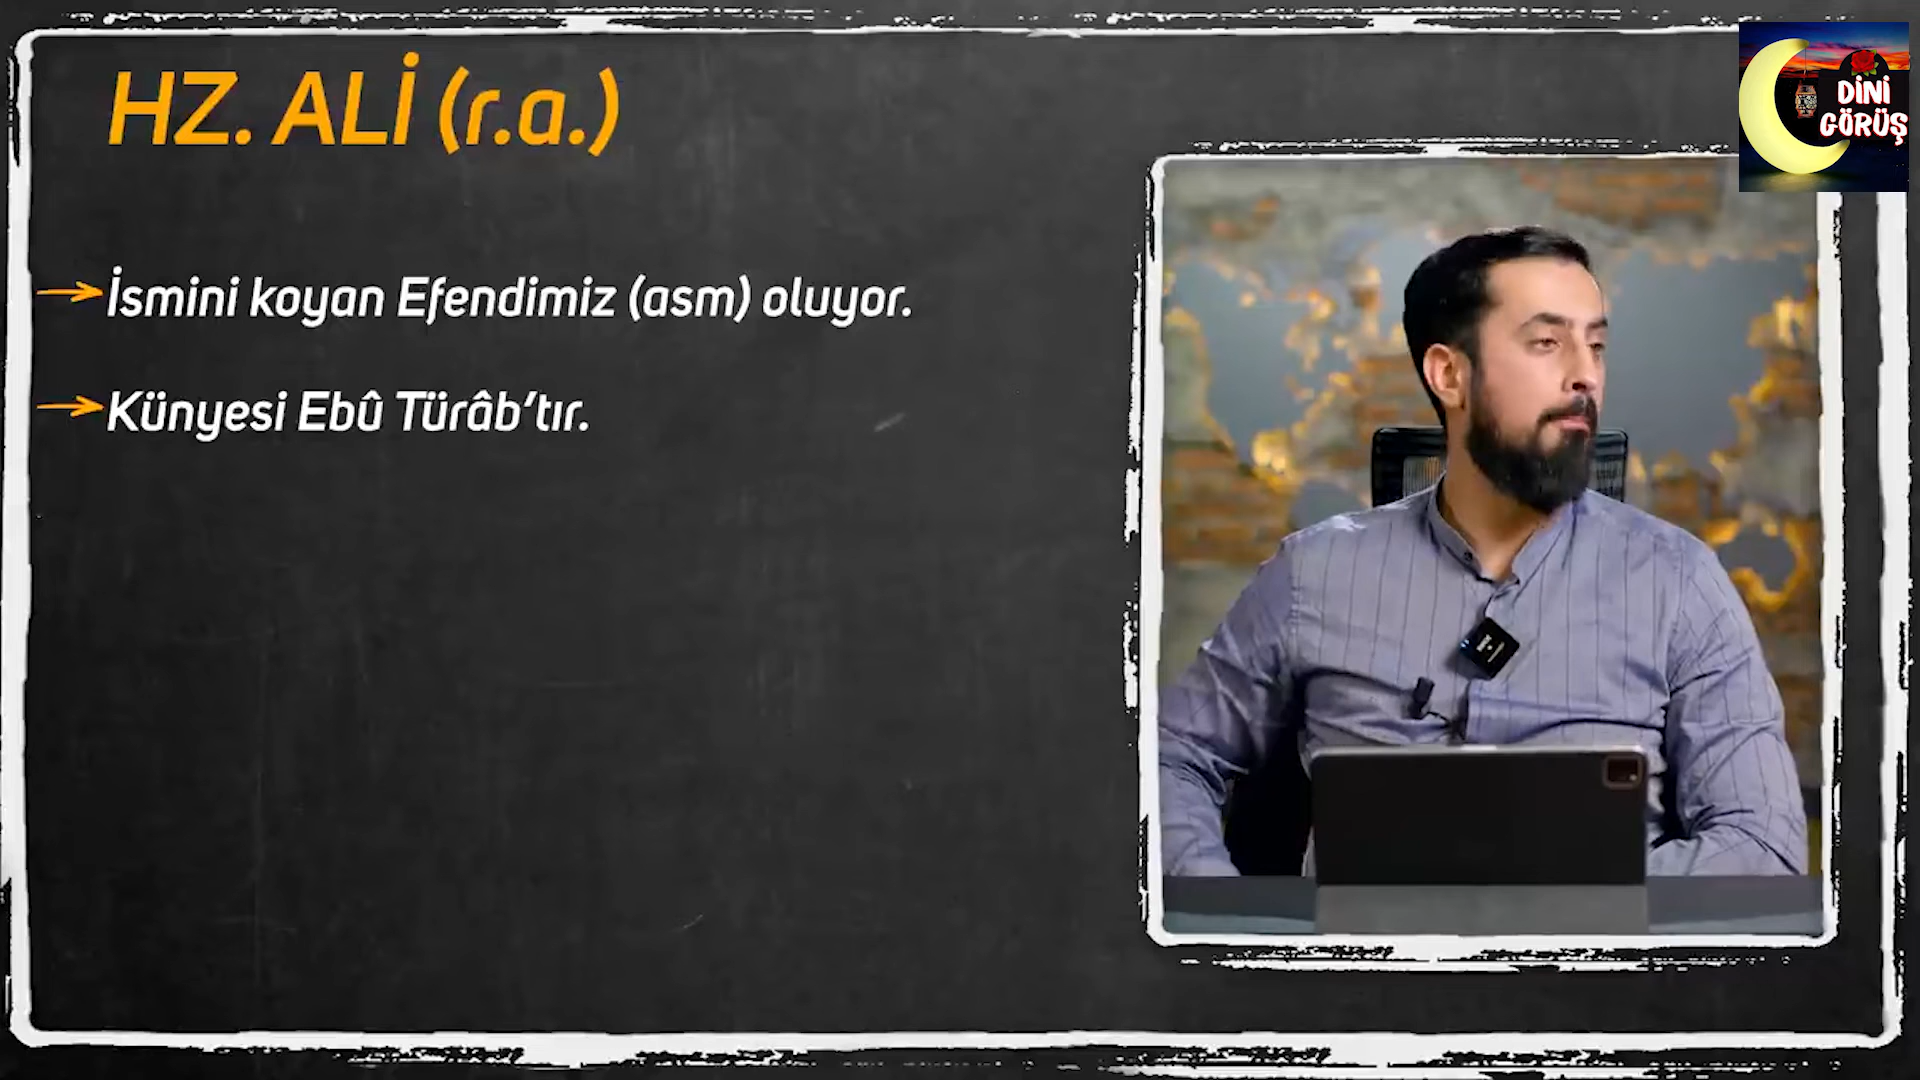 HZ. ALİ (r.a.)
İsmini koyan Efendimiz (asm) oluyor.
Künyesi Ebû Türâb’tır.
DİNİ
GÖRÜŞ